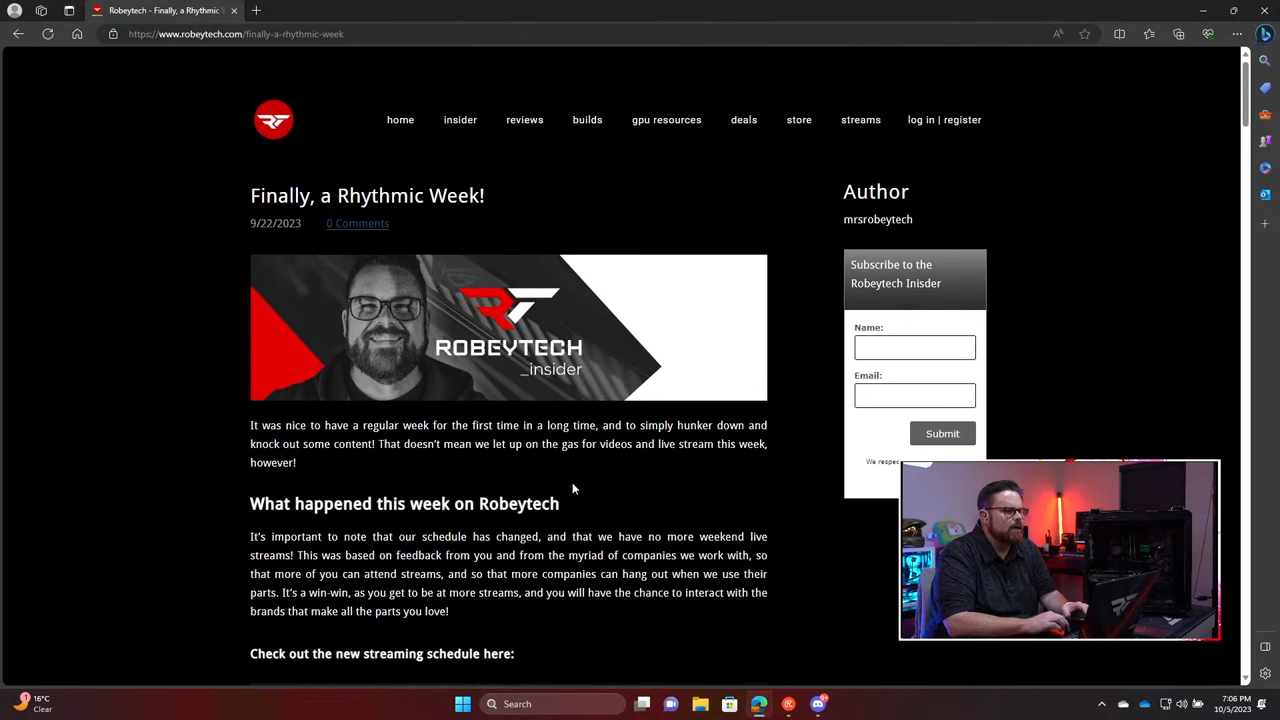 Robeytech - Finally, a Rhythmic
https://www.robeytech.com/finally-a-rhythmic-week
home
insider
reviews
builds
gpu resources
deals
store
streams
log in | register
Finally, a Rhythmic Week!
9/22/2023
0 Comments
ROBEYTECH
_insider
It was nice to have a regular week for the first time in a long time, and to simply hunker down and
knock out some content! That doesn't mean we let up on the gas for videos and live stream this week,
however!
What happened this week on Robeytech
It's important to note that our schedule has changed, and that we have no more weekend live
streams! This was based on feedback from you and from the myriad of companies we work with, so
that more of you can attend streams, and so that more companies can hang out when we use their
parts. It's a win-win, as you get to be at more streams, and you will have the chance to interact with the
brands that make all the parts you love!
Check out the new streaming schedule here:
Author
mrsrobeytech
Subscribe to the
Robeytech Inisder
Name:
Email:
Submit
We respec
16°C
Clear
Search
7:06 PM
10/5/2023